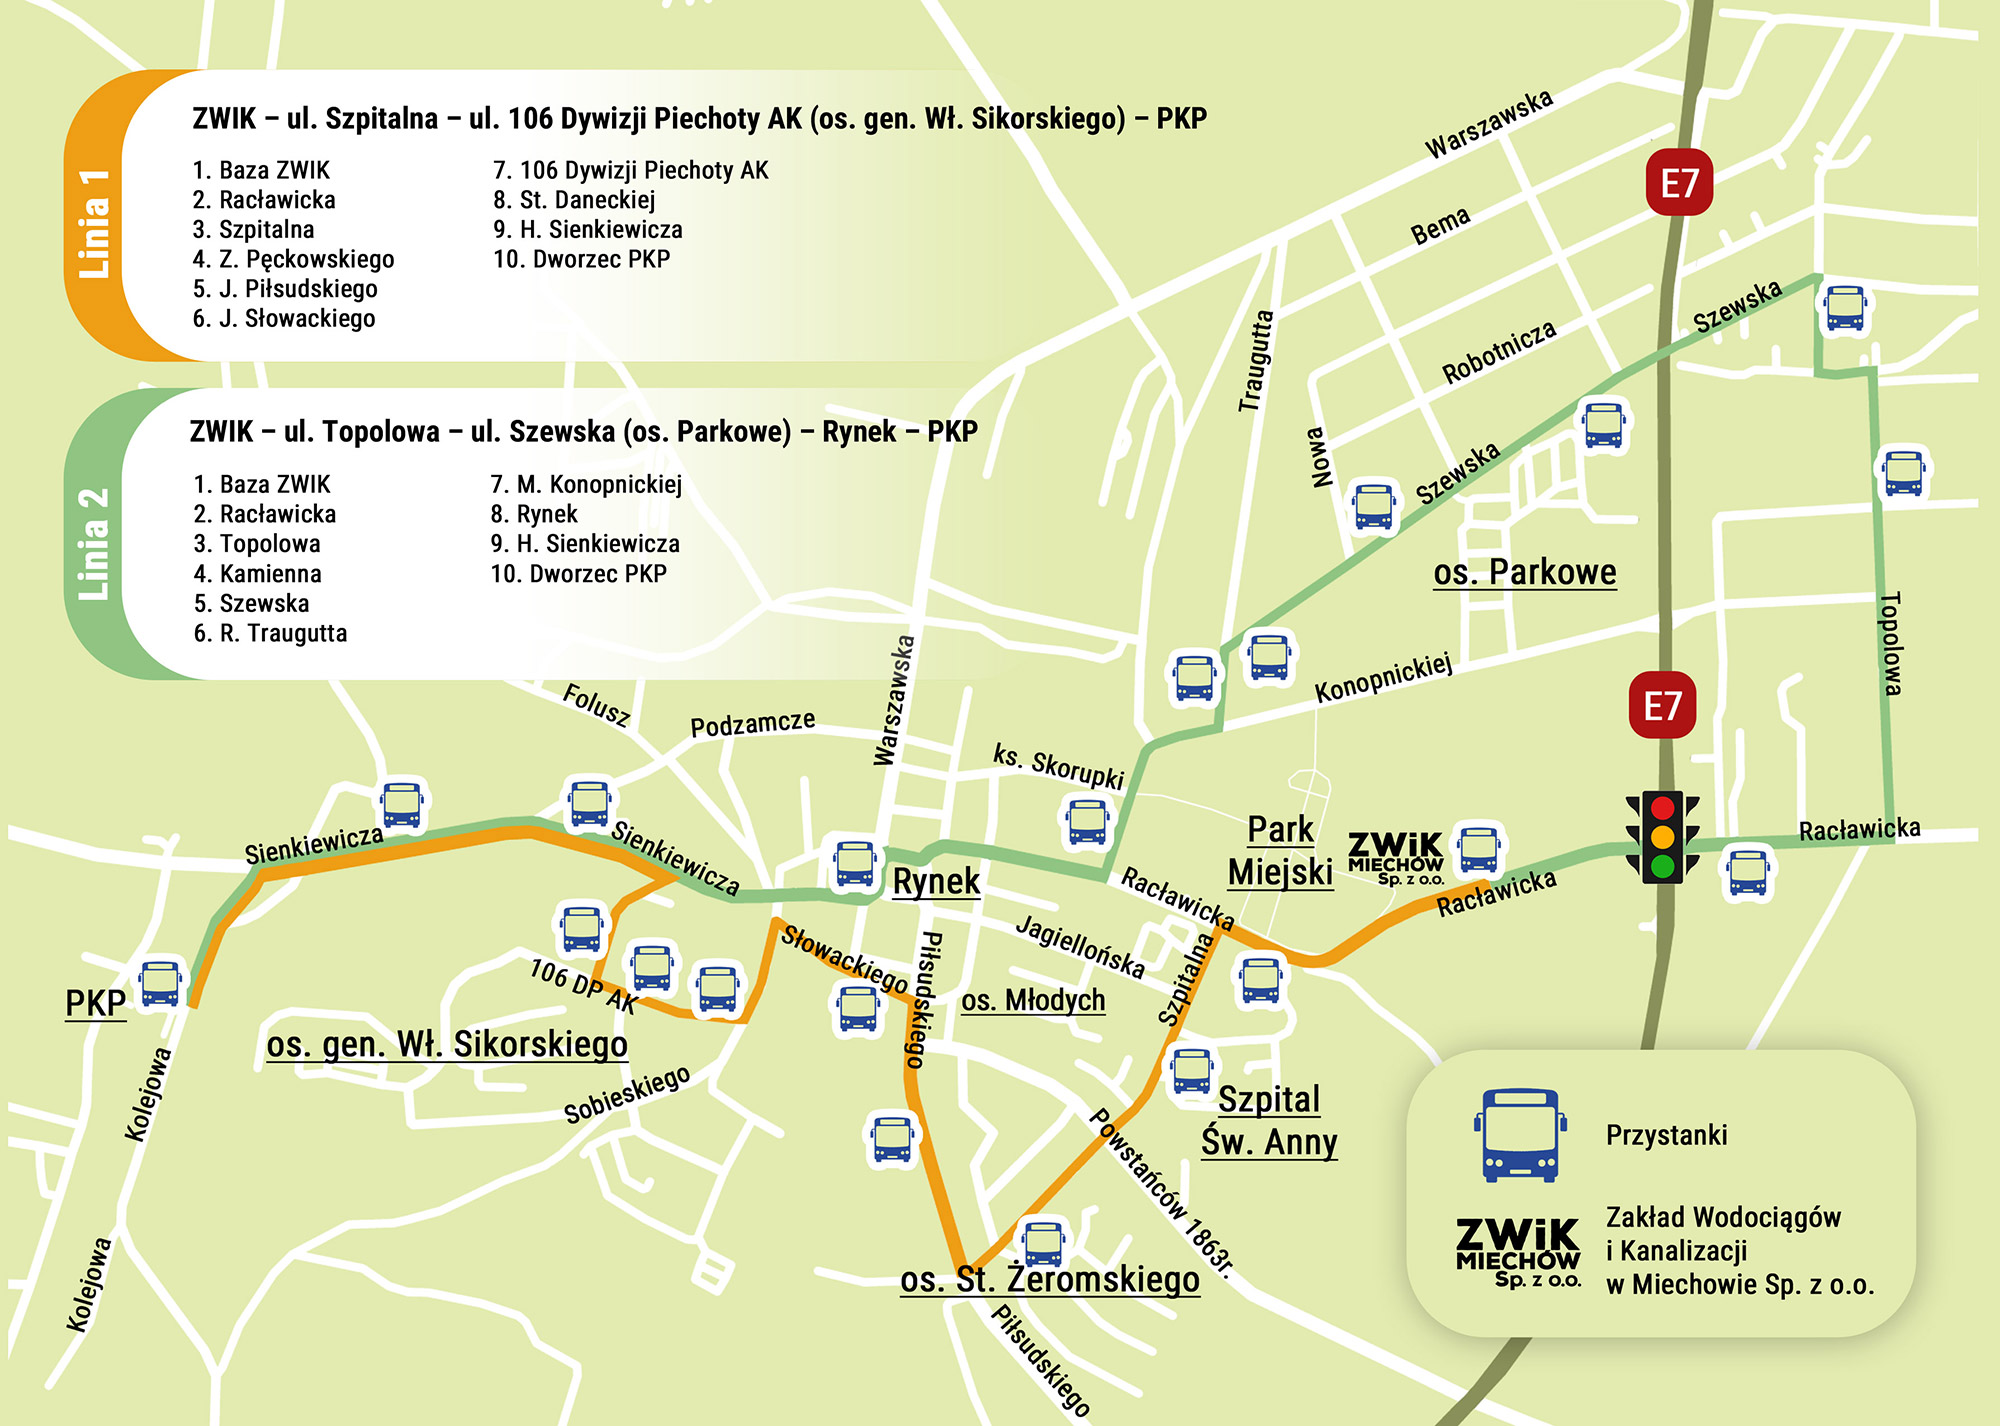 Linia 1
ZWIK – ul. Szpitalna – ul. 106 Dywizji Piechoty AK (os. gen. Wł. Sikorskiego) – PKP
1. Baza ZWIK
2. Racławicka
3. Szpitalna
4. Z. Pęckowskiego
5. J. Piłsudskiego
6. J. Słowackiego
7. 106 Dywizji Piechoty AK
8. St. Daneckiej
9. H. Sienkiewicza
10. Dworzec PKP
Linia 2
ZWIK – ul. Topolowa – ul. Szewska (os. Parkowe) – Rynek – PKP
1. Baza ZWIK
2. Racławicka
3. Topolowa
4. Kamienna
5. Szewska
6. R. Traugutta
7. M. Konopnickiej
8. Rynek
9. H. Sienkiewicza
10. Dworzec PKP
Warszawska
E7
Bema
Szewska
Robotnicza
Traugutta
Nowa
Szewska
os. Parkowe
Topolowa
Konopnickiej
E7
Warszawska
Folusz
Podzamcze
ks. Skorupki
Sienkiewicza
Sienkiewicza
Rynek
Park
Miejski
ZWiK
MIECHÓW
Sp. z o.o.
Racławicka
Racławicka
Racławicka
Jagiellońska
Szpitalna
Słowackiego
Piłsudskiego
os. Młodych
106 DP AK
PKP
os. gen. Wł. Sikorskiego
Kolejowa
Sobieskiego
Szpital
Św. Anny
Powstańców 1863r.
os. St. Żeromskiego
Kolejowa
Piłsudskiego
Przystanki
ZWiK
MIECHÓW
Sp. z o.o.
Zakład Wodociągów
i Kanalizacji
w Miechowie Sp. z o.o.